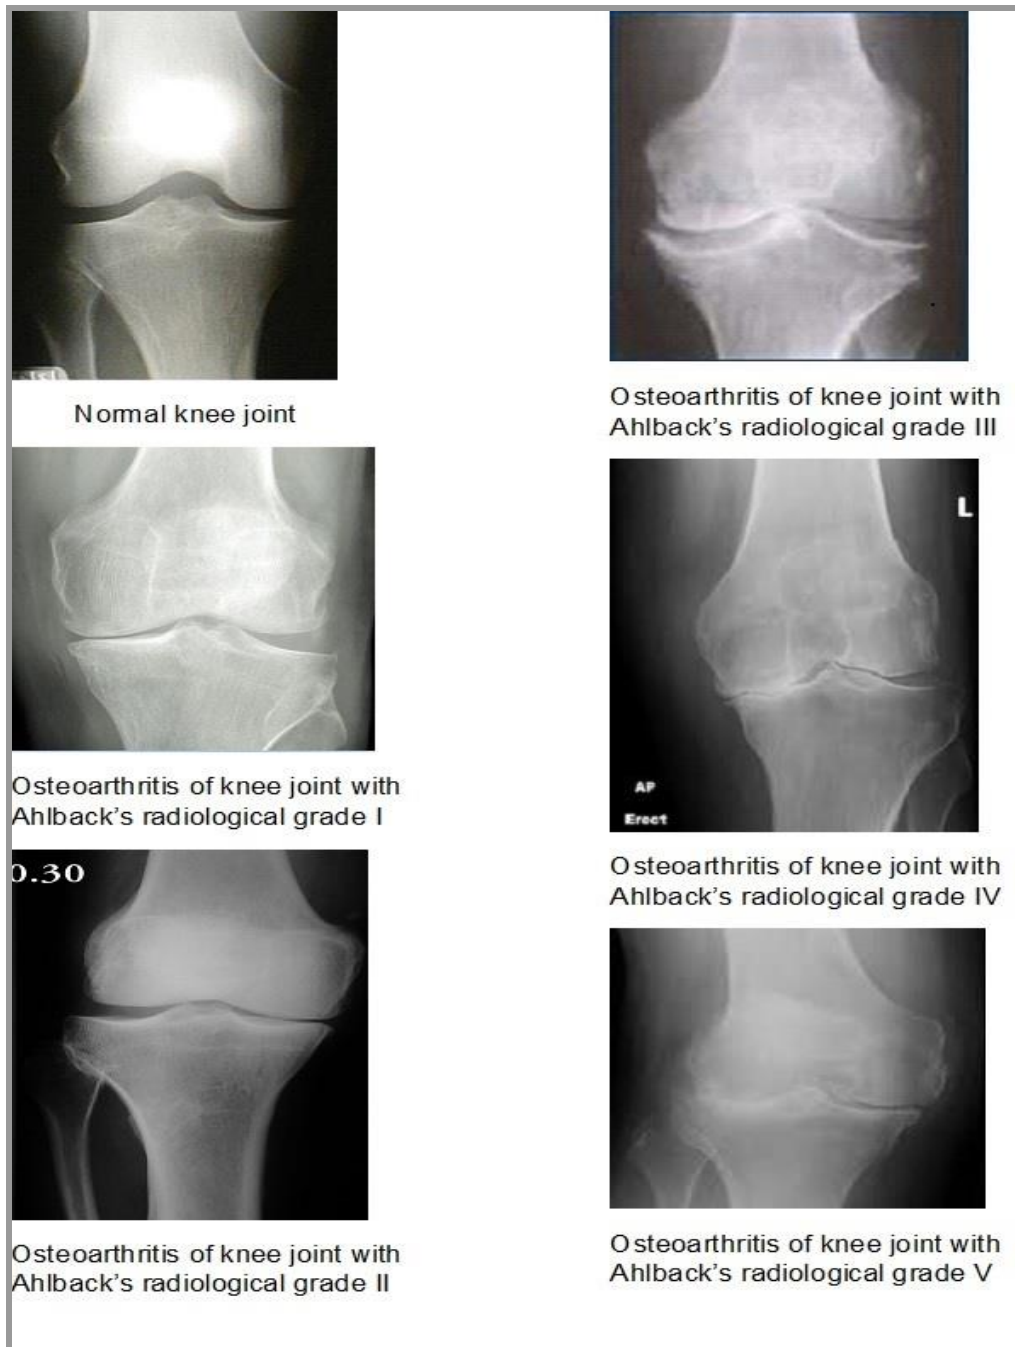 Normal knee joint
Osteoarthritis of knee joint with
Ahlback's radiological grade I
0.30
Osteoarthritis of knee joint with
Ahlback's radiological grade II
Osteoarthritis of knee joint with
Ahlback's radiological grade III
L
AP
Erect
Osteoarthritis of knee joint with
Ahlback's radiological grade IV
Osteoarthritis of knee joint with
Ahlback's radiological grade V